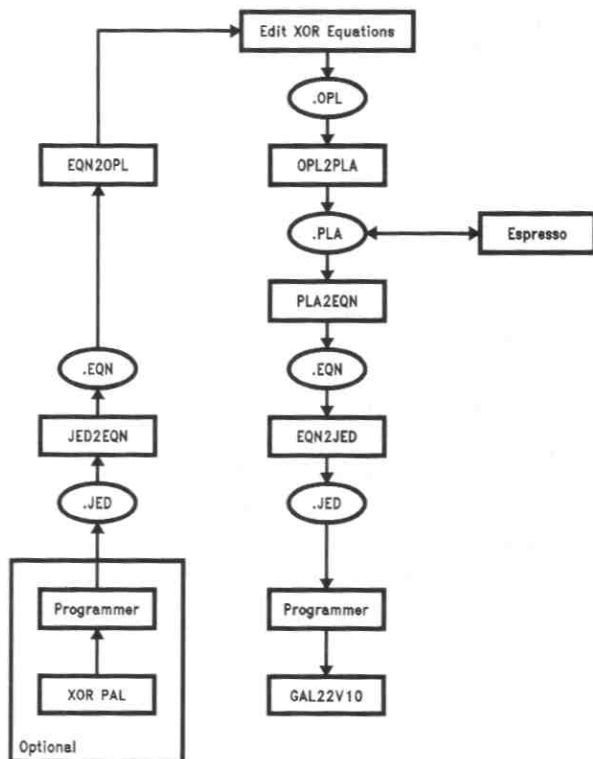 Edit XOR Equations
.OPL
EQN2OPL
OPL2PLA
.PLA
Espresso
PLA2EQN
.EQN
.EQN
JED2EQN
EQN2JED
.JED
.JED
Programmer
Programmer
XOR PAL
GAL22V10
Optional